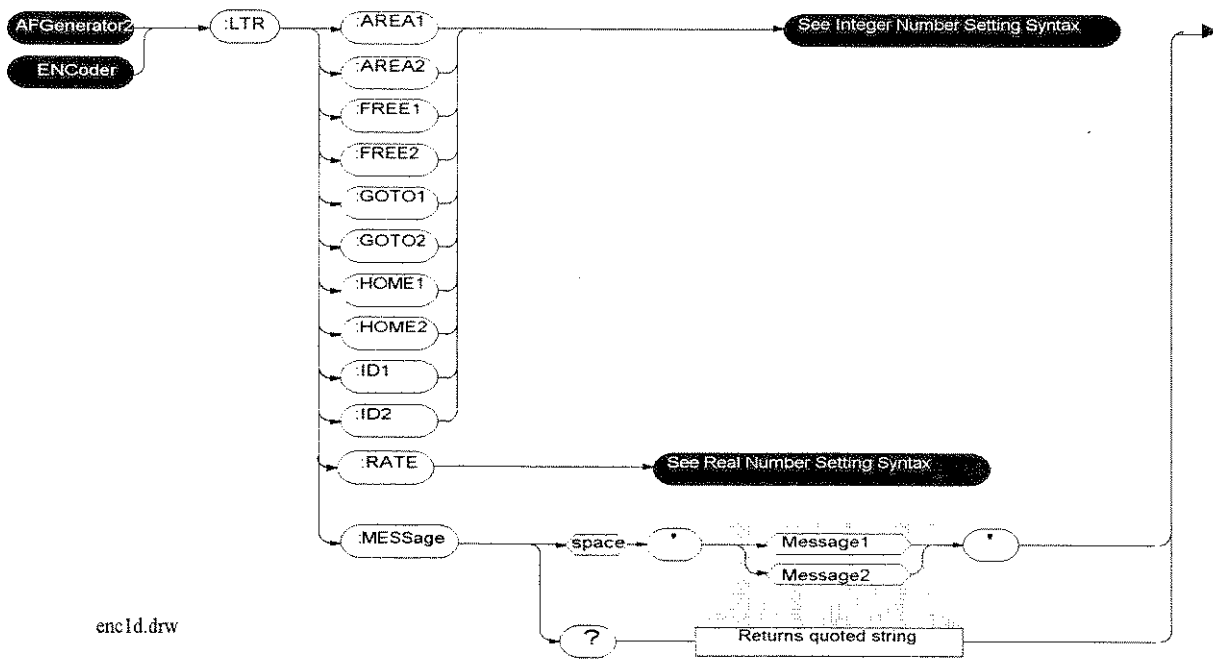 AFGenerator2
ENCoder
:LTR
:AREA1
See Integer Number Setting Syntax
:AREA2
:FREE1
:FREE2
:GOTO1
:GOTO2
:HOME1
:HOME2
:ID1
:ID2
:RATE
See Real Number Setting Syntax
:MESSage
space
'
Message1
'
Message2
?
Returns quoted string
enc1d.drw